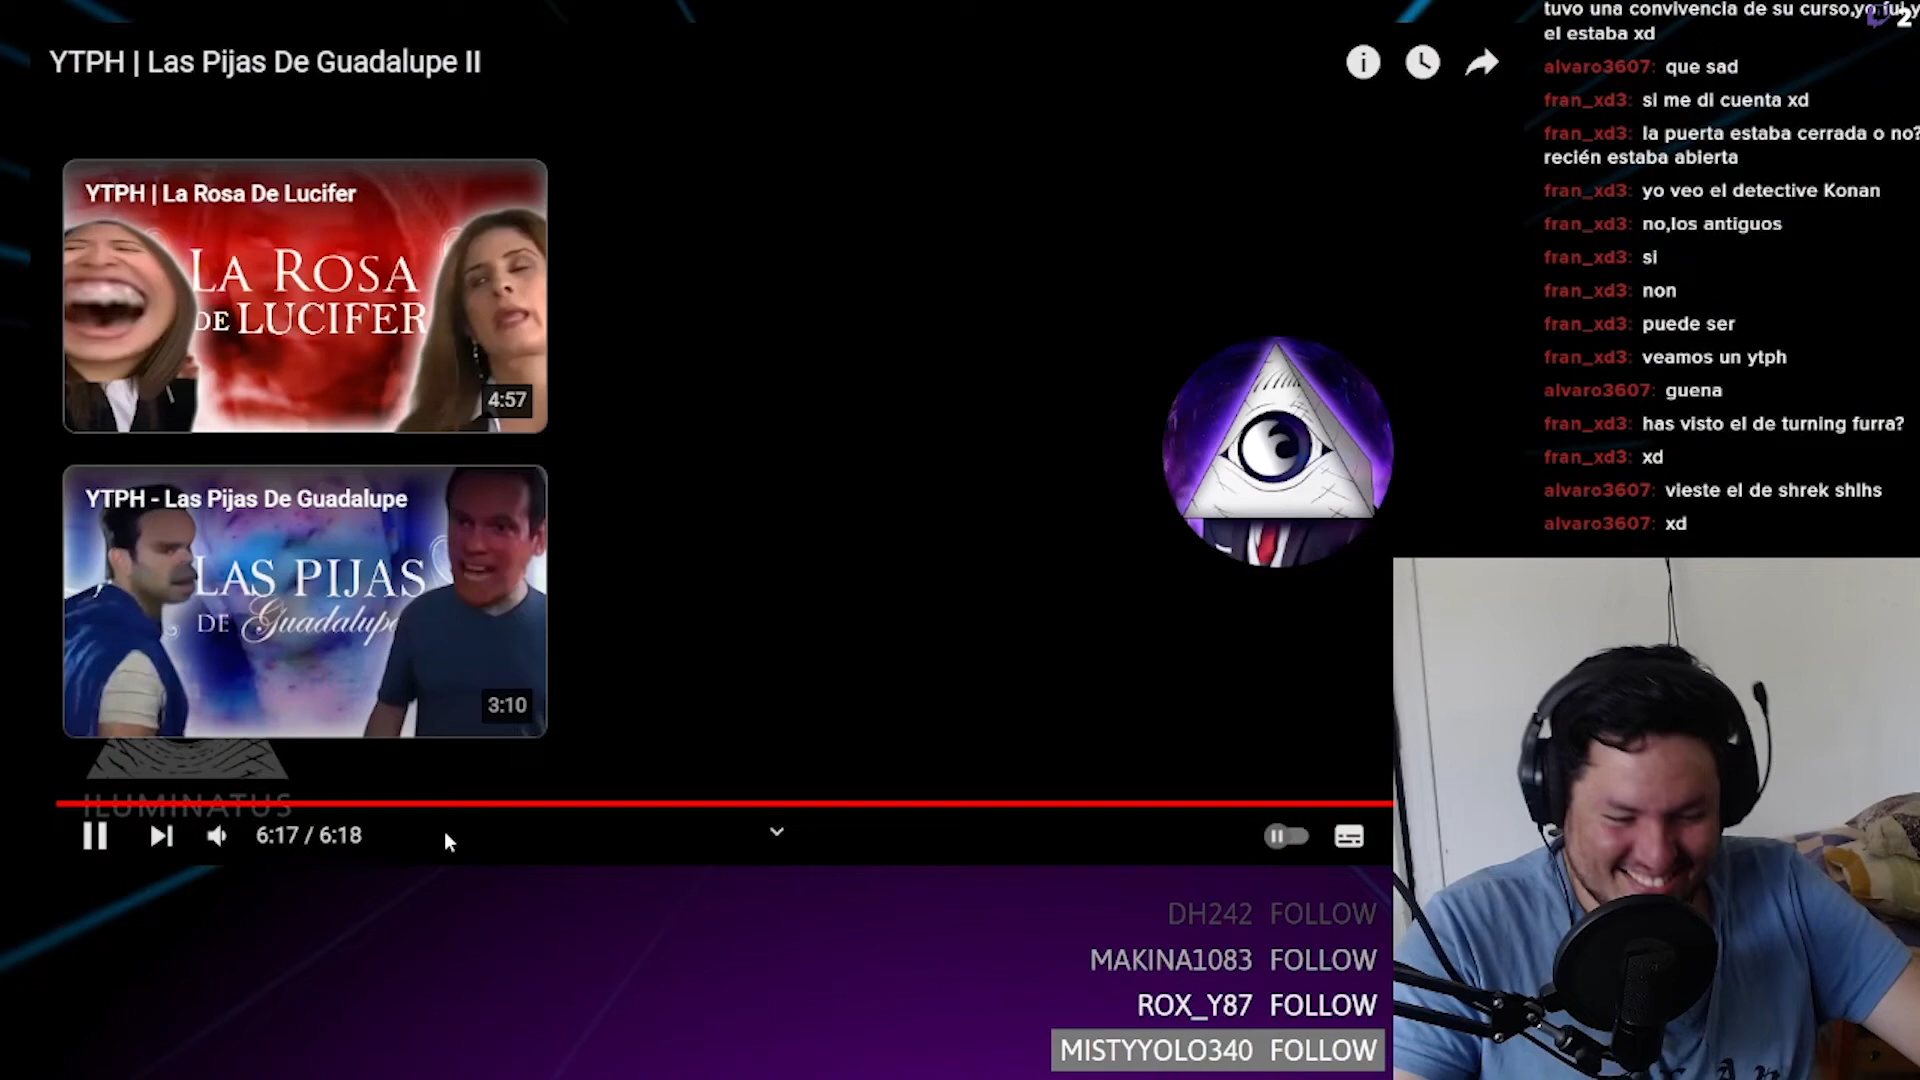 YTPH | Las Pijas De Guadalupe II
YTPH | La Rosa De Lucifer
LA ROSA
DE LUCIFER
4:57
YTPH - Las Pijas De Guadalupe
LAS PIJAS
DE Guadalupe
3:10
ILUMINATUS
6:17 / 6:18
tuvo una convivencia de su curso,yo fui y
el estaba xd
alvaro3607: que sad
fran_xd3: si me di cuenta xd
fran_xd3: la puerta estaba cerrada o no?
recién estaba abierta
fran_xd3: yo veo el detective Konan
fran_xd3: no,los antiguos
fran_xd3: si
fran_xd3: non
fran_xd3: puede ser
fran_xd3: veamos un ytph
alvaro3607: guena
fran_xd3: has visto el de turning furra?
fran_xd3: xd
alvaro3607: vieste el de shrek shlhs
alvaro3607: xd
2
DH242 FOLLOW
MAKINA1083 FOLLOW
ROX_Y87 FOLLOW
MISTYYOLO340 FOLLOW